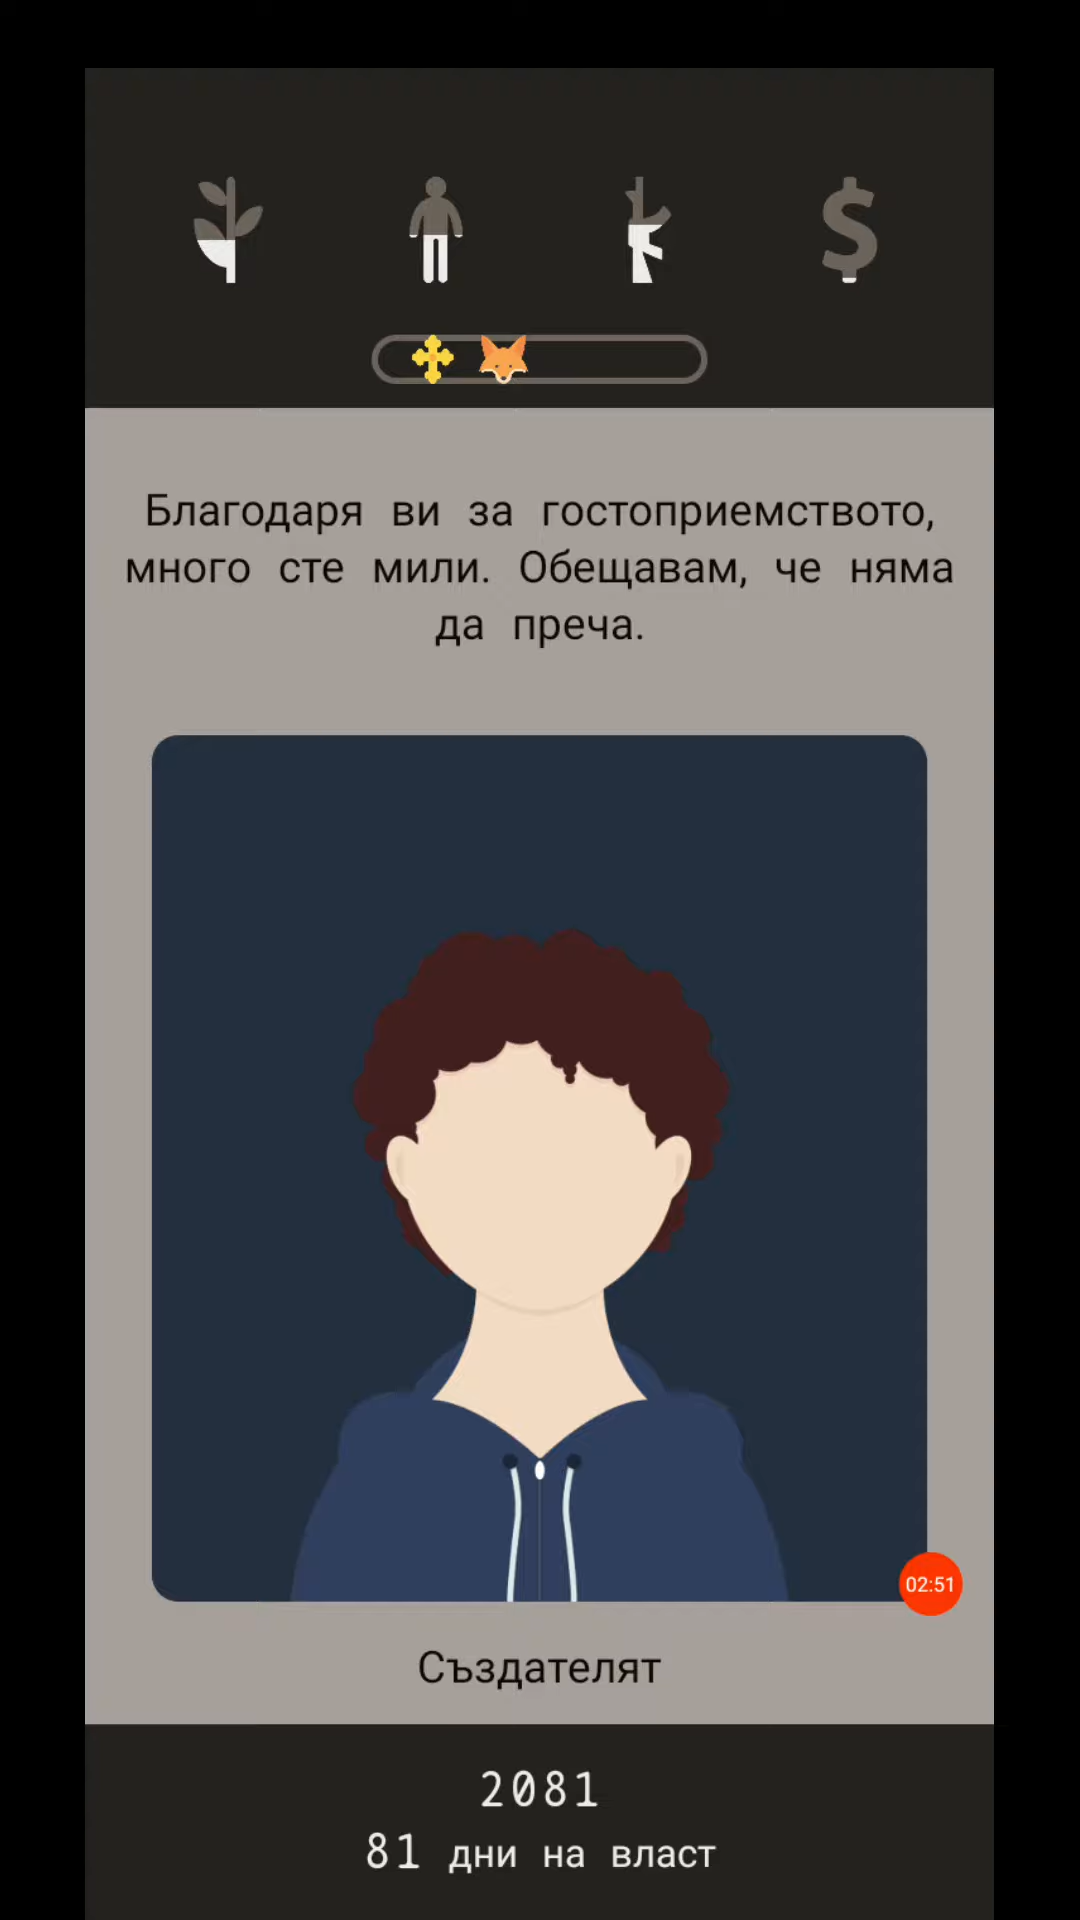 Благодаря ви за гостоприемството,
много сте мили. Обещавам, че няма
да преча.
02:51
Създателят
2081
81 дни на власт